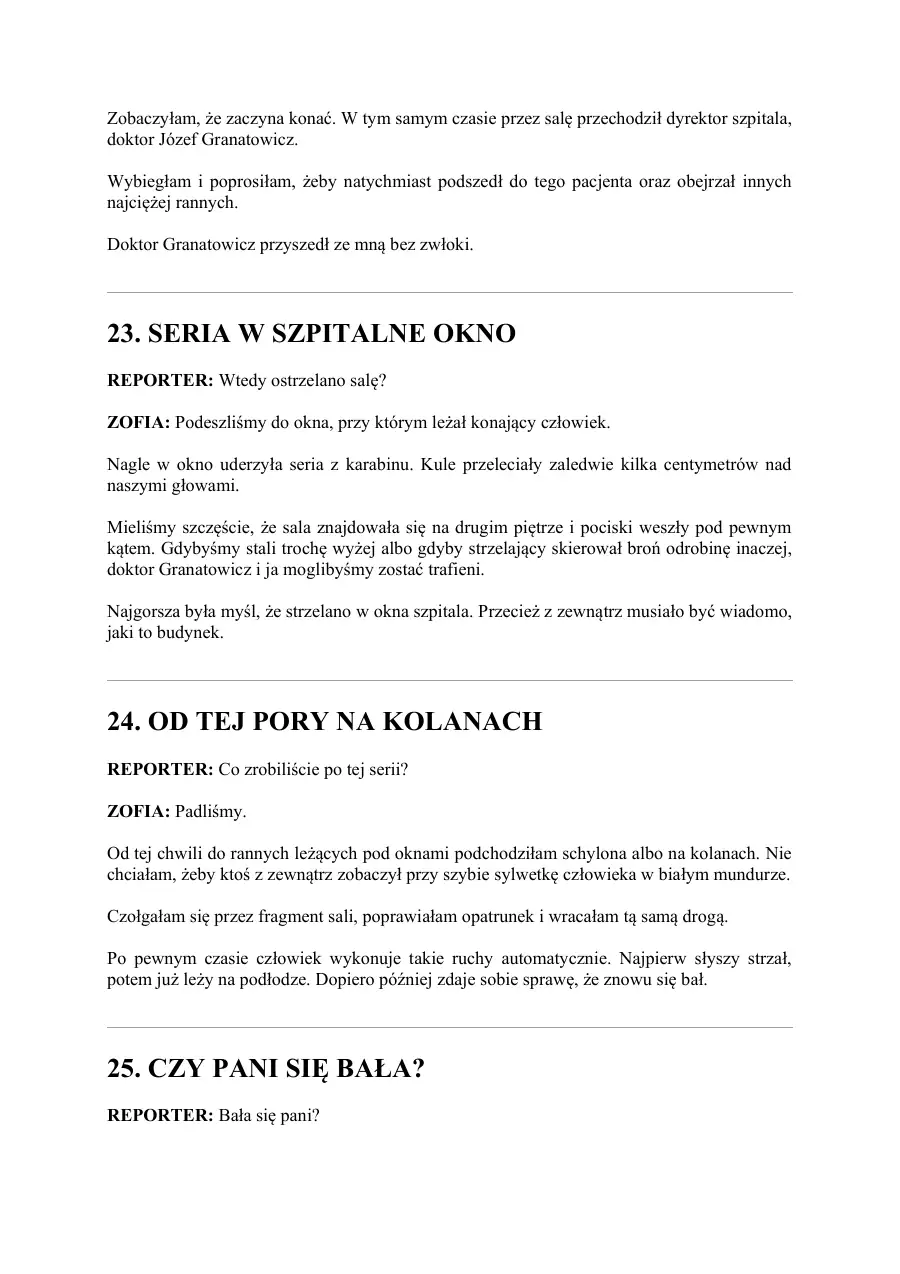 Zobaczyłam, że zaczyna konać. W tym samym czasie przez salę przechodził dyrektor szpitala,
doktor Józef Granatowicz.
Wybiegłam i poprosiłam, żeby natychmiast podszedł do tego pacjenta oraz obejrzał innych
najciężej rannych.
Doktor Granatowicz przyszedł ze mną bez zwłoki.
23. SERIA W SZPITALNE OKNO
REPORTER: Wtedy ostrzelano salę?
ZOFIA: Podeszliśmy do okna, przy którym leżał konający człowiek.
Nagle w okno uderzyła seria z karabinu. Kule przeleciały zaledwie kilka centymetrów nad
naszymi głowami.
Mieliśmy szczęście, że sala znajdowała się na drugim piętrze i pociski weszły pod pewnym
kątem. Gdybyśmy stali trochę wyżej albo gdyby strzelający skierował broń odrobinę inaczej,
doktor Granatowicz i ja moglibyśmy zostać trafieni.
Najgorsza była myśl, że strzelano w okna szpitala. Przecież z zewnątrz musiało być wiadomo,
jaki to budynek.
24. OD TEJ PORY NA KOLANACH
REPORTER: Co zrobiliście po tej serii?
ZOFIA: Padliśmy.
Od tej chwili do rannych leżących pod oknami podchodziłam schylona albo na kolanach. Nie
chciałam, żeby ktoś z zewnątrz zobaczył przy szybie sylwetkę człowieka w białym mundurze.
Czołgałam się przez fragment sali, poprawiałam opatrunek i wracałam tą samą drogą.
Po pewnym czasie człowiek wykonuje takie ruchy automatycznie. Najpierw słyszy strzał,
potem już leży na podłodze. Dopiero później zdaje sobie sprawę, że znowu się bał.
25. CZY PANI SIĘ BAŁA?
REPORTER: Bała się pani?